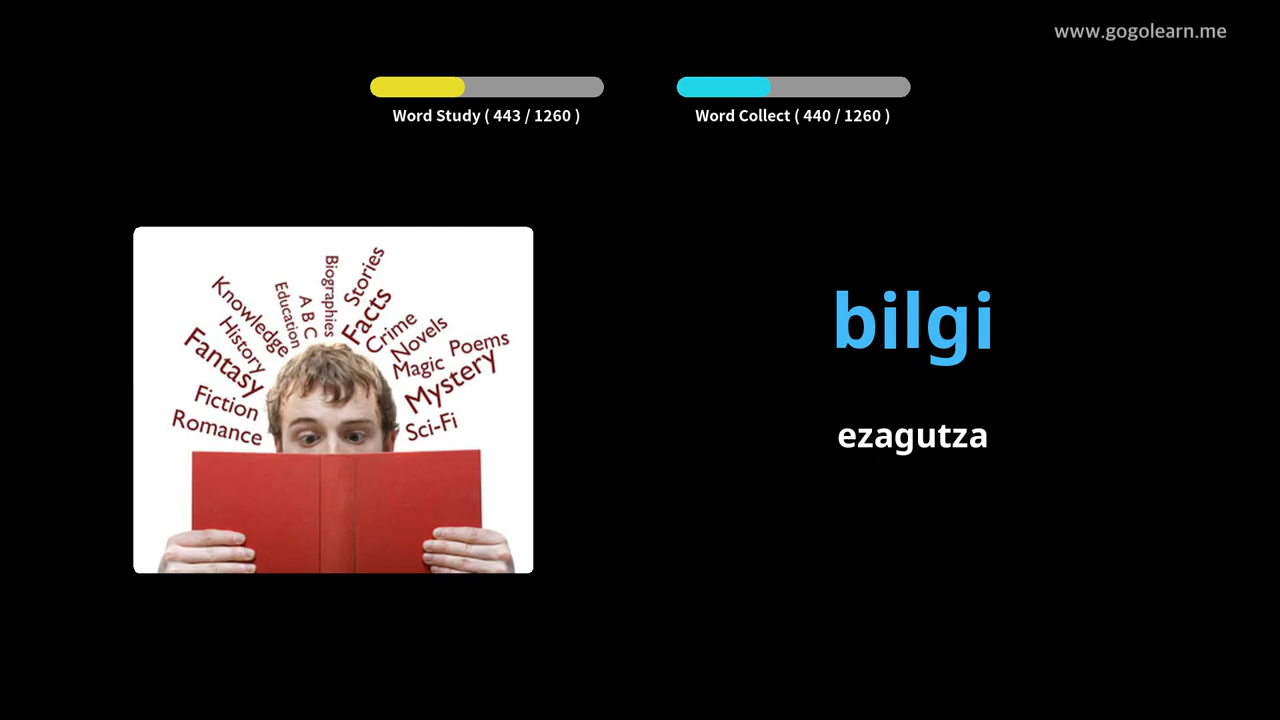 www.gogolearn.me
Word Study ( 443 / 1260 )
Word Collect ( 440 / 1260 )
Knowledge
Education
A B C
Biographies
Stories
Facts
Crime
Novels
Poems
Magic
Mystery
Sci-Fi
History
Fantasy
Fiction
Romance
bilgi
ezagutza